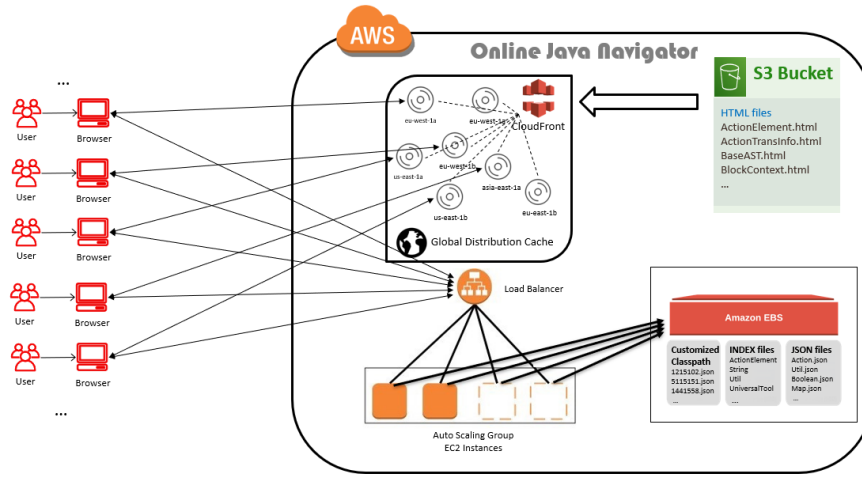 AWS
Online Java Navigator
...
User
Browser
User
Browser
User
Browser
User
Browser
User
Browser
...
eu-west-1a
eu-west-1a
CloudFront
us-east-1a
eu-west-1b
asia-east-1a
us-east-1b
eu-east-1b
Global Distribution Cache
S3 Bucket
HTML files
ActionElement.html
ActionTransInfo.html
BaseAST.html
BlockContext.html
...
Load Balancer
Auto Scaling Group
EC2 Instances
Amazon EBS
Customized
Classpath
1215102.json
5115151.json
1441558.json
...
INDEX files
ActionElement
String
Util
UniversalTool
...
JSON files
Action.json
Util.json
Boolean.json
Map.json
...